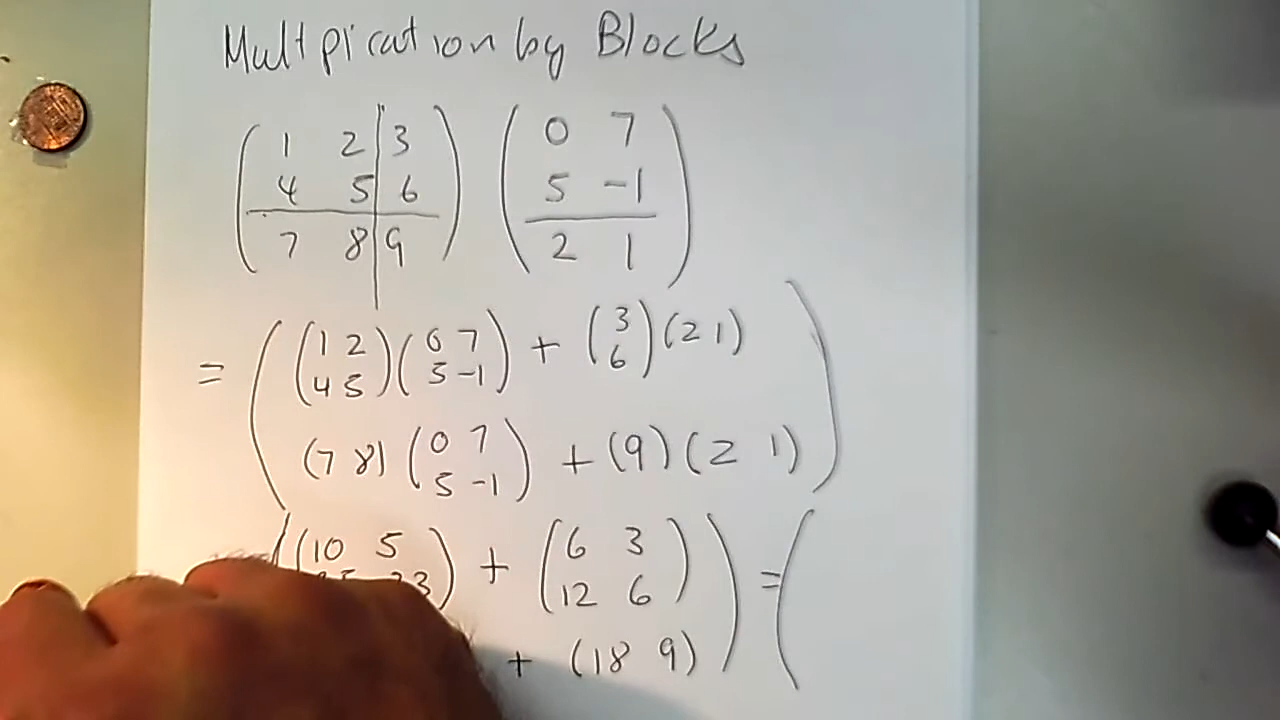 Multplication by Blocks
( 1 2 | 3 ) ( 0 7 )
( 4 5 | 6 ) ( 5 -1 )
( 7 8 | 9 ) ( 2 1 )
= ( ( 1 2 ) ( 0 7 ) + ( 3 ) ( 2 1 ) )
( 4 5 ) ( 5 -1 ) ( 6 )
( 7 8 ) ( 0 7 ) + ( 9 ) ( 2 1 )
( 5 -1 )
( ( 10 5 ) + ( 6 3 ) ) = (
3 ) ( 12 6 )
+ ( 18 9 )